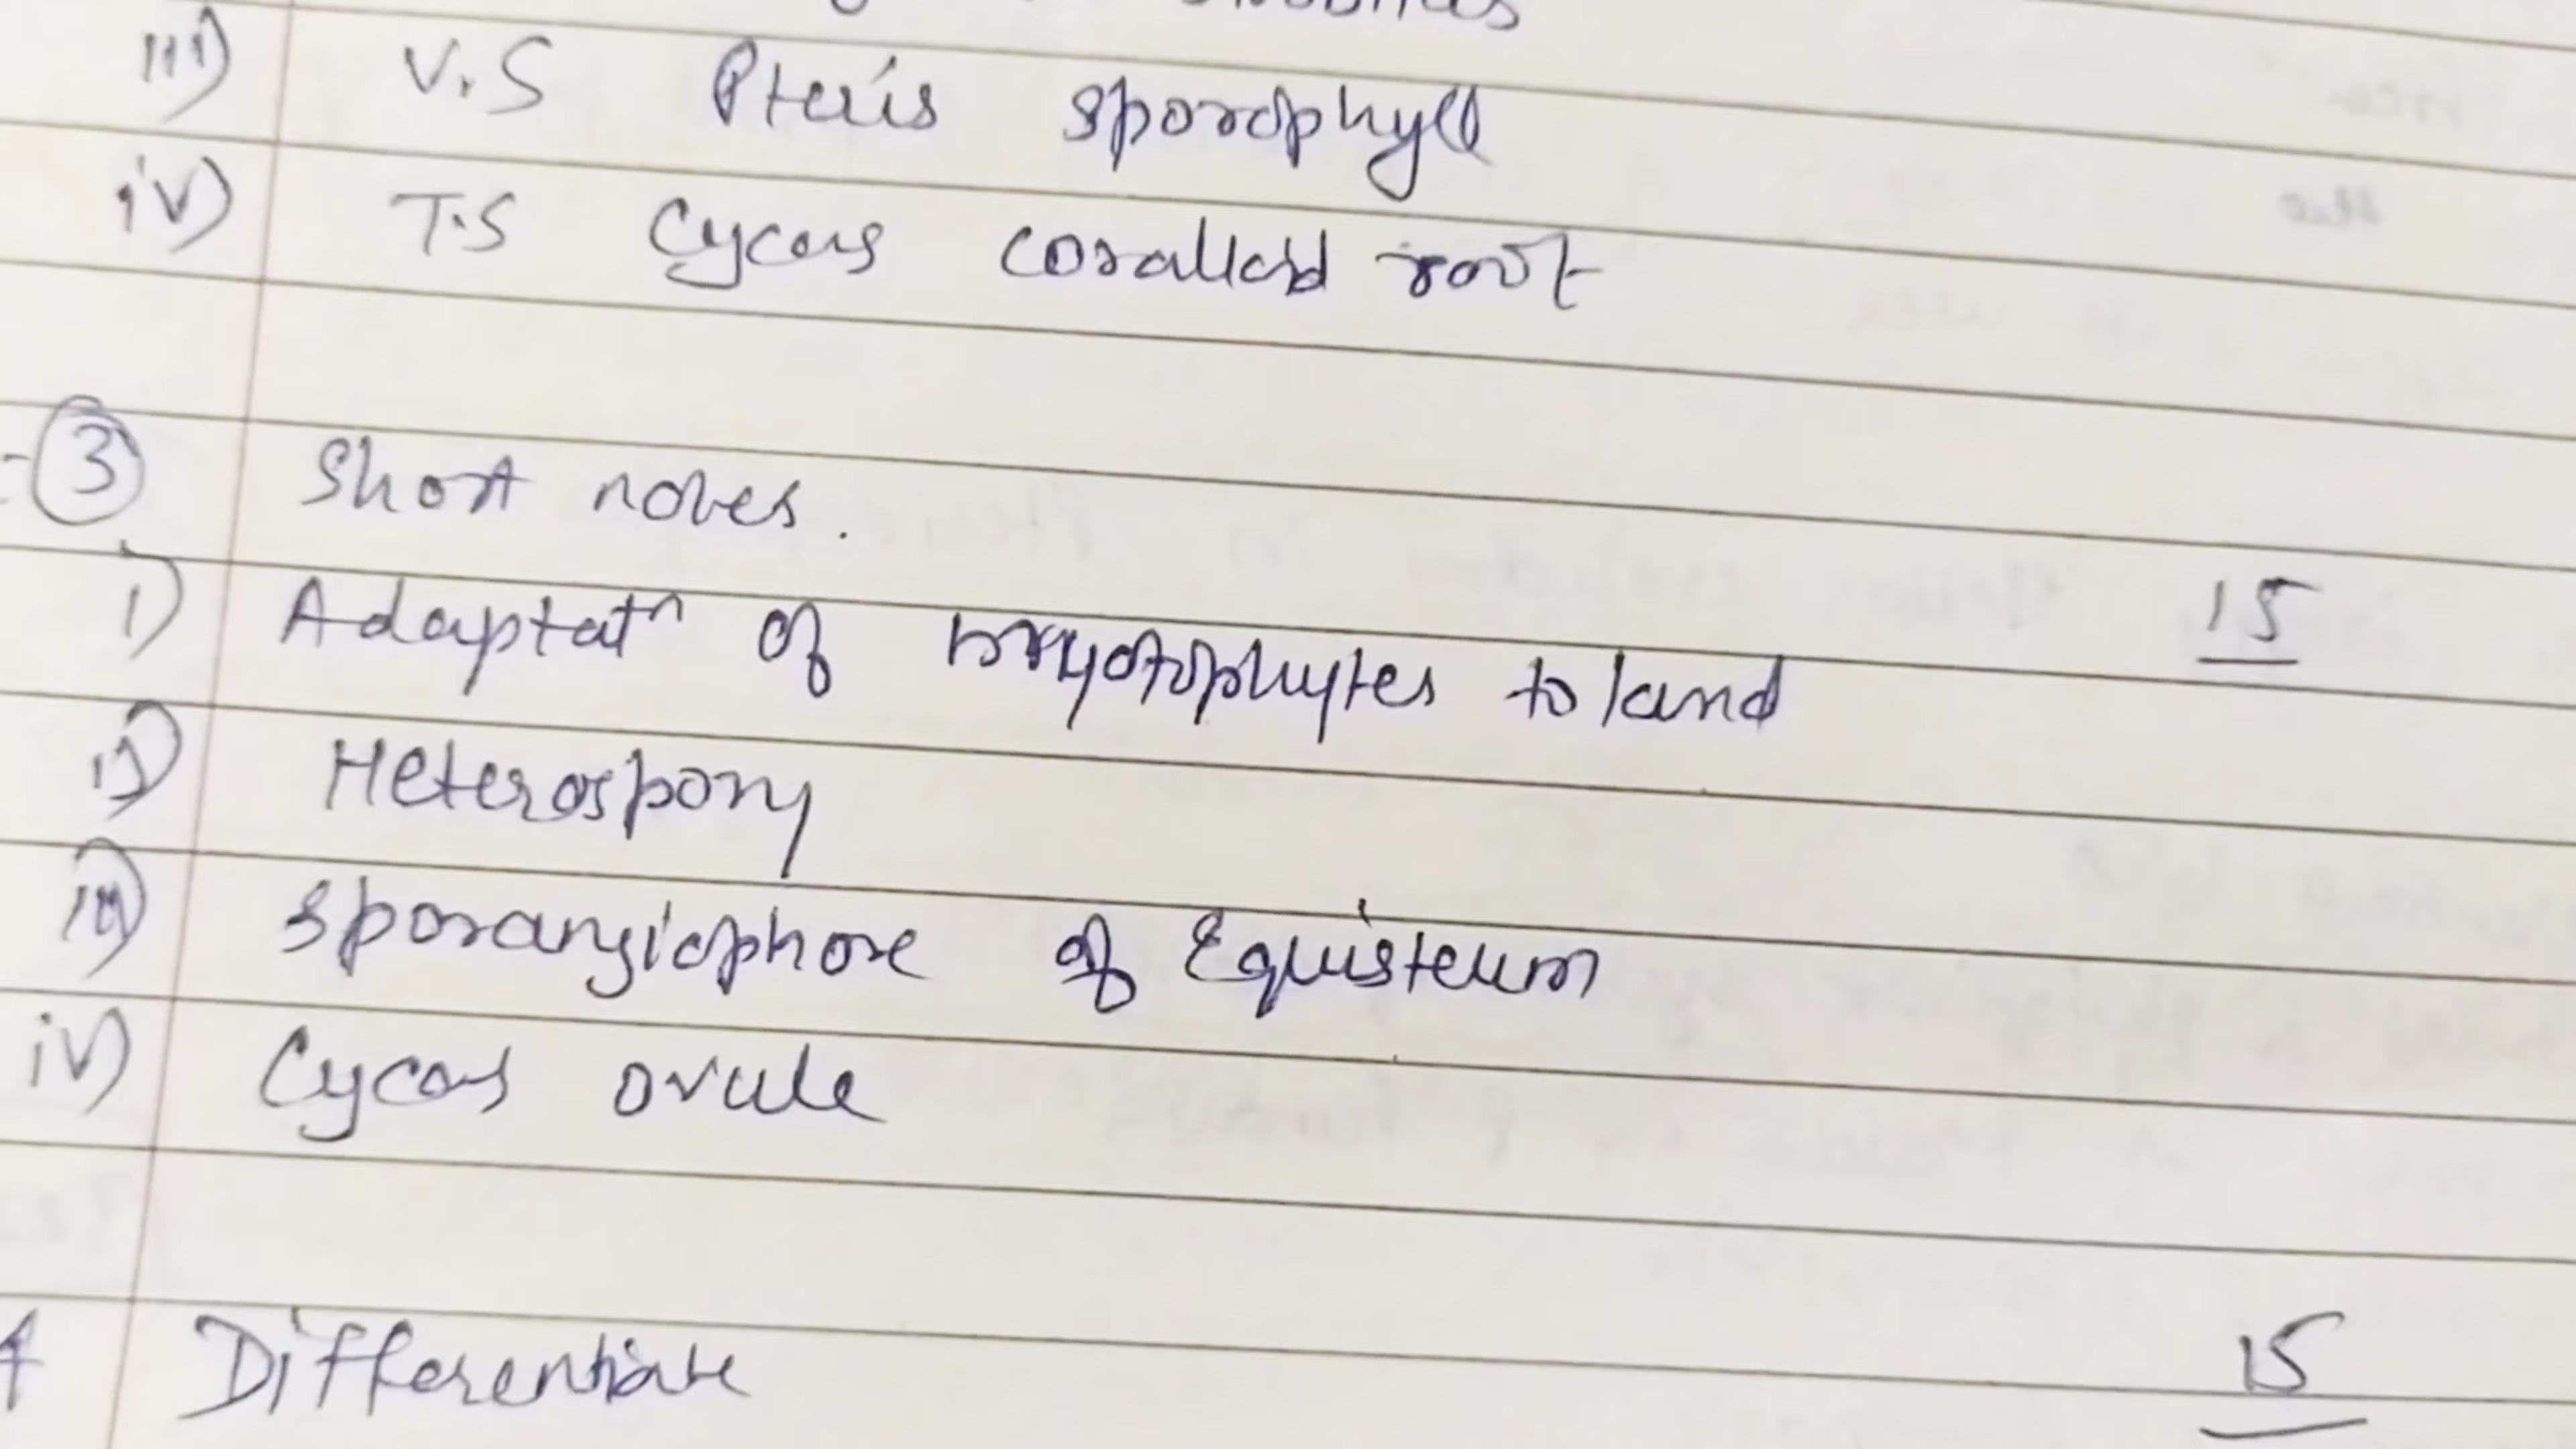 iii) V.S Pteris sporophyll
iv) T.S Cycas coralloid root
3 Short notes.
i) Adaptatn of bryotophytes to land 15
ii) Heterospory
iii) Sporangiophore of Equisteum
iv) Cycas ovule
4 Differentiate 15